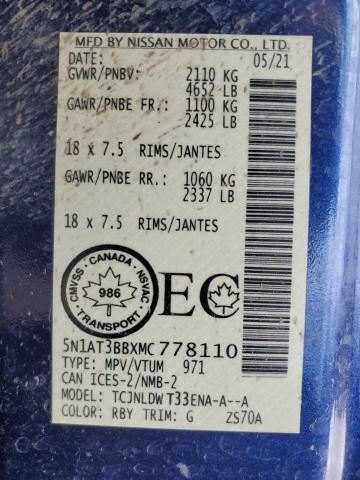 MFD BY NISSAN MOTOR CO., LTD.
DATE: 05/21
GVWR/PNBV: 2110 KG
4652 LB
GAWR/PNBE FR.: 1100 KG
2425 LB
18 x 7.5 RIMS/JANTES
GAWR/PNBE RR.: 1060 KG
2337 LB
18 x 7.5 RIMS/JANTES
CMVSS · CANADA · NSVAC · TRANSPORT
986
EC
5N1AT3BBXMC778110
TYPE: MPV/VTUM 971
CAN ICES-2/NMB-2
MODEL: TCJNLDWT33ENA-A--A
COLOR: RBY TRIM: G ZS70A